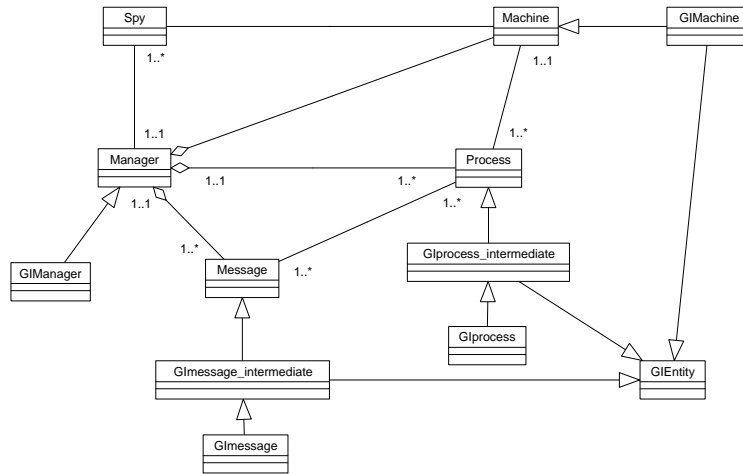 Spy
Machine
GIMachine
1..*
1..1
1..1
1..*
Manager
Process
1..1
1..*
1..1
1..*
1..*
1..*
GIManager
Message
GIprocess_intermediate
GIprocess
GImessage_intermediate
GIEntity
GImessage